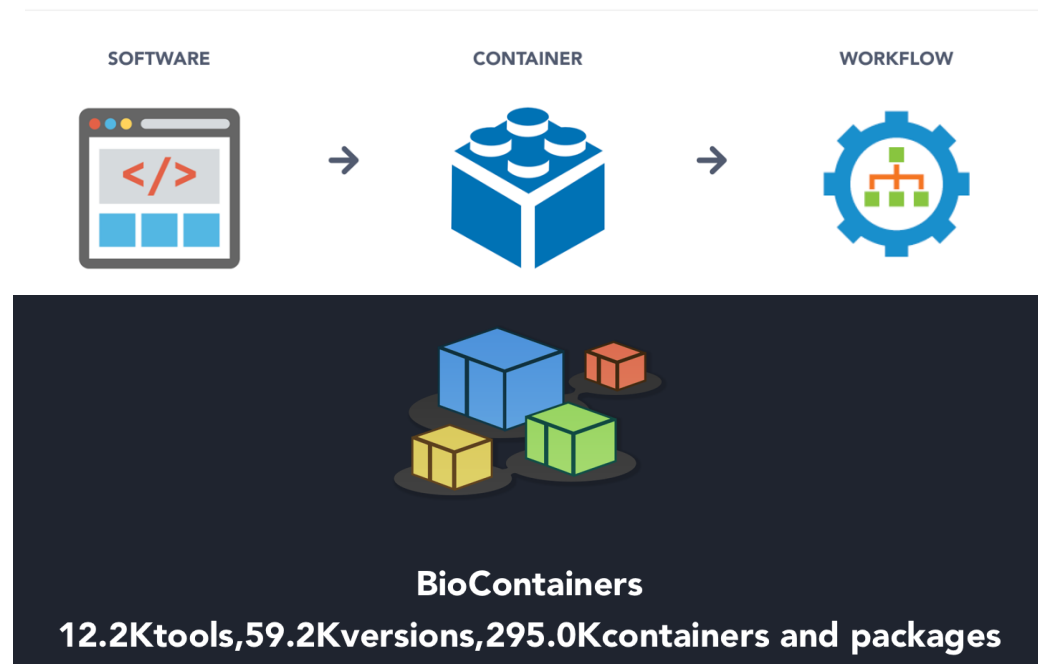 SOFTWARE CONTAINER WORKFLOW
</>
BioContainers
12.2Ktools,59.2Kversions,295.0Kcontainers and packages